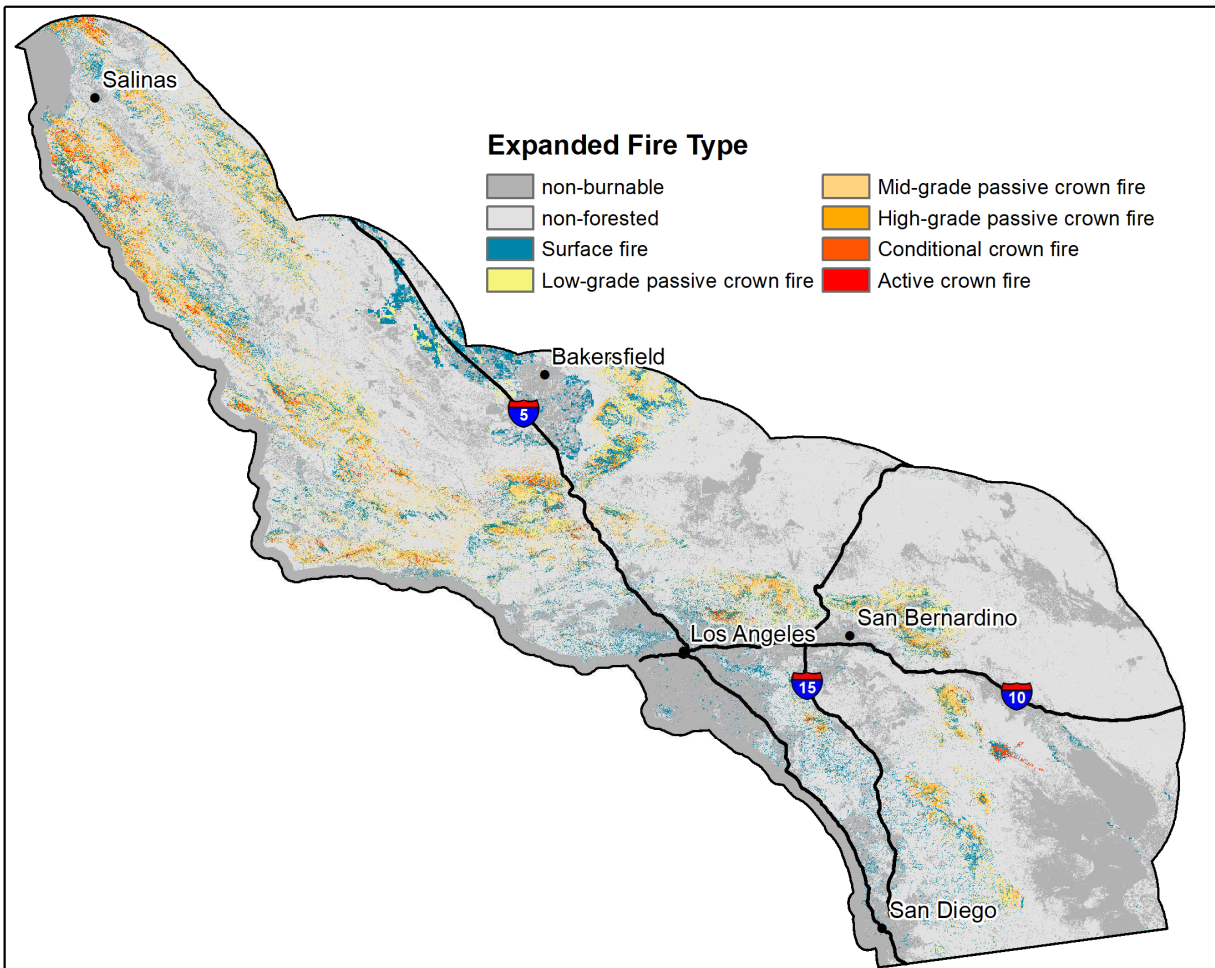 Salinas
Expanded Fire Type
non-burnable
non-forested
Surface fire
Low-grade passive crown fire
Mid-grade passive crown fire
High-grade passive crown fire
Conditional crown fire
Active crown fire
Bakersfield
5
San Bernardino
Los Angeles
15
10
San Diego